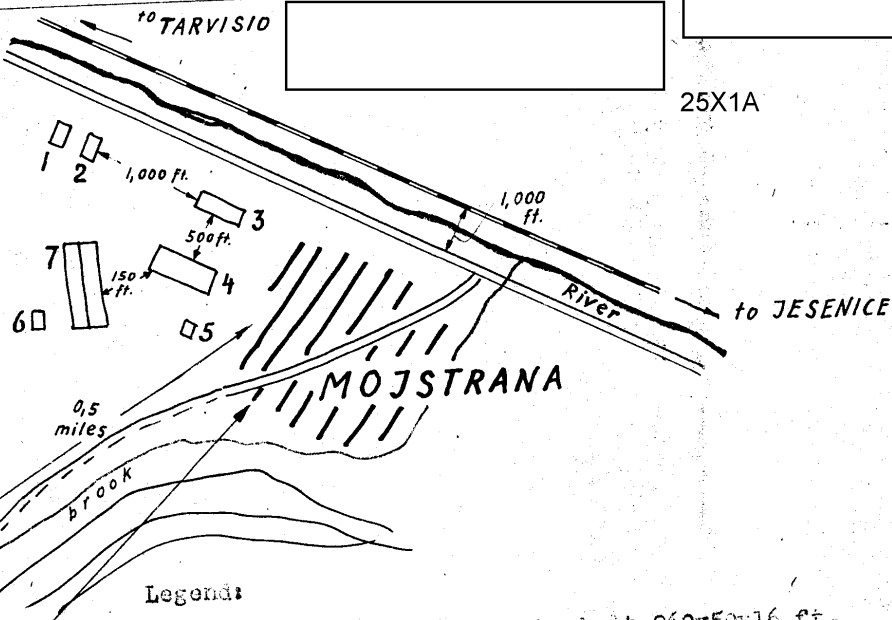 to TARVISIO
25X1A
1
2
1,000 ft.
3
1,000
ft.
500 ft.
7
150
ft.
4
River
to JESENICE
6
5
MOJSTRANA
0,5
miles
brook
Legend:
ft.